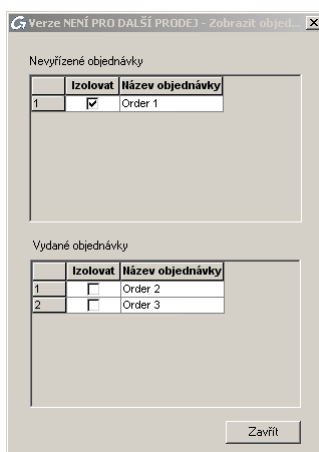 Verze NENÍ PRO DALŠÍ PRODEJ - Zobrazit objed...
Nevyřízené objednávky
Izolovat Název objednávky
1 Order 1
Vydané objednávky
Izolovat Název objednávky
1 Order 2
2 Order 3
Zavřít